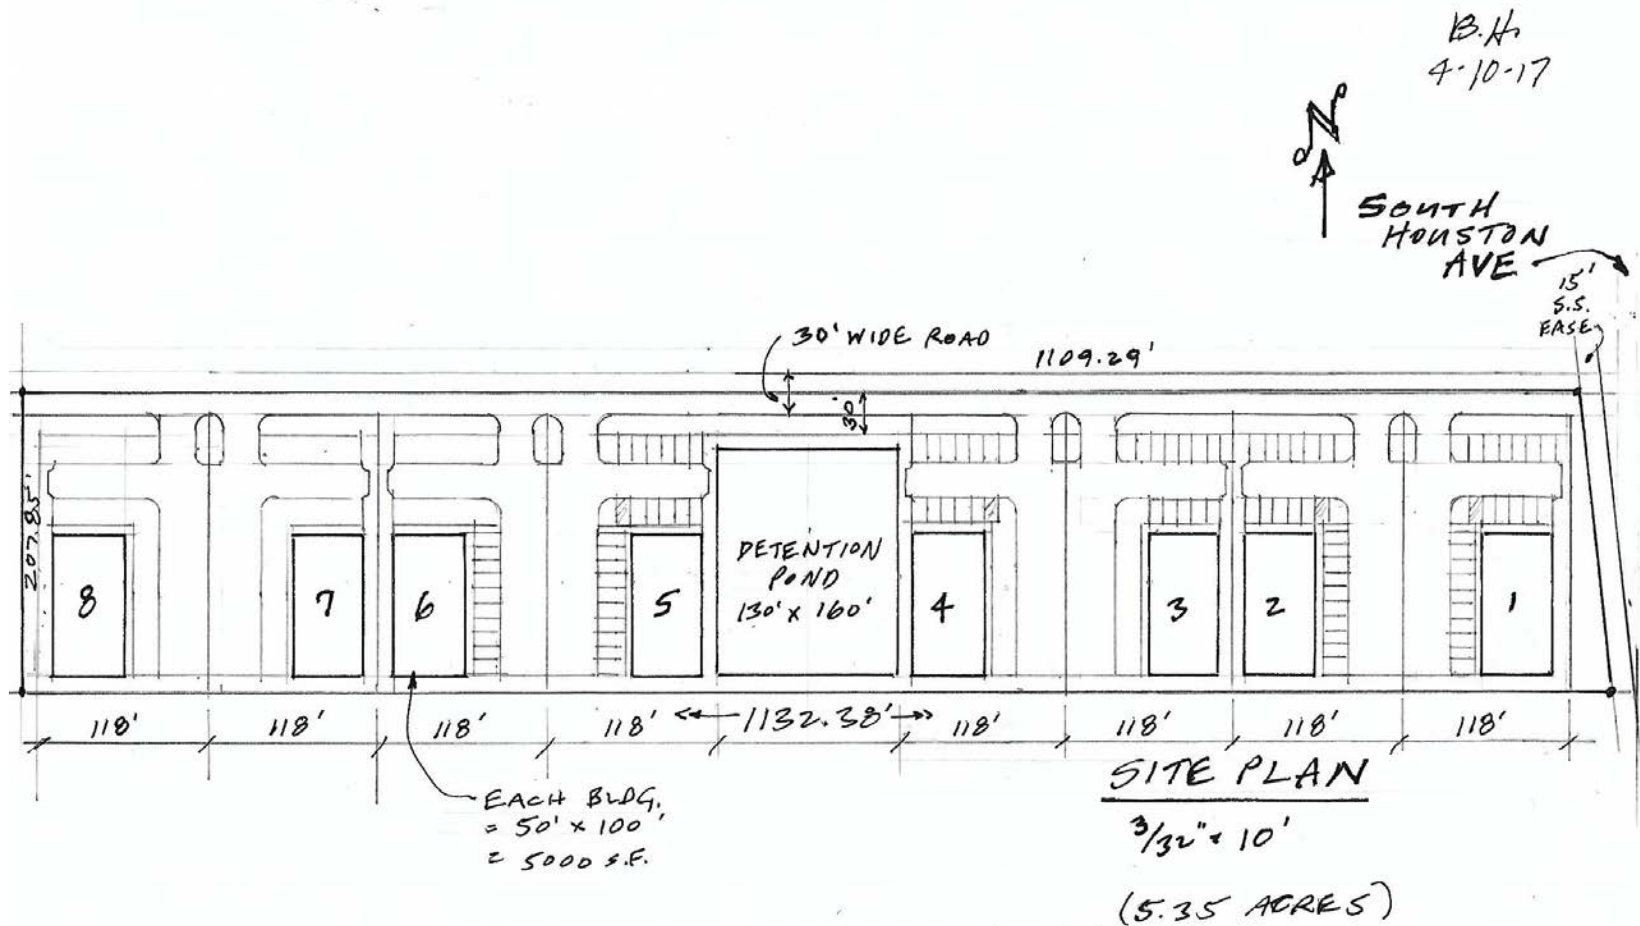 B.H.
4-10-17
N
SOUTH
HOUSTON
AVE
15'
S.S.
EASE
30' WIDE ROAD
1109.29'
30'
207.85'
8
7
6
5
DETENTION
POND
130' x 160'
4
3
2
1
118'
118'
118'
118'
1132.38'
118'
118'
118'
118'
EACH BLDG.
= 50' x 100'
= 5000 S.F.
SITE PLAN
3/32" = 10'
(5.35 ACRES)